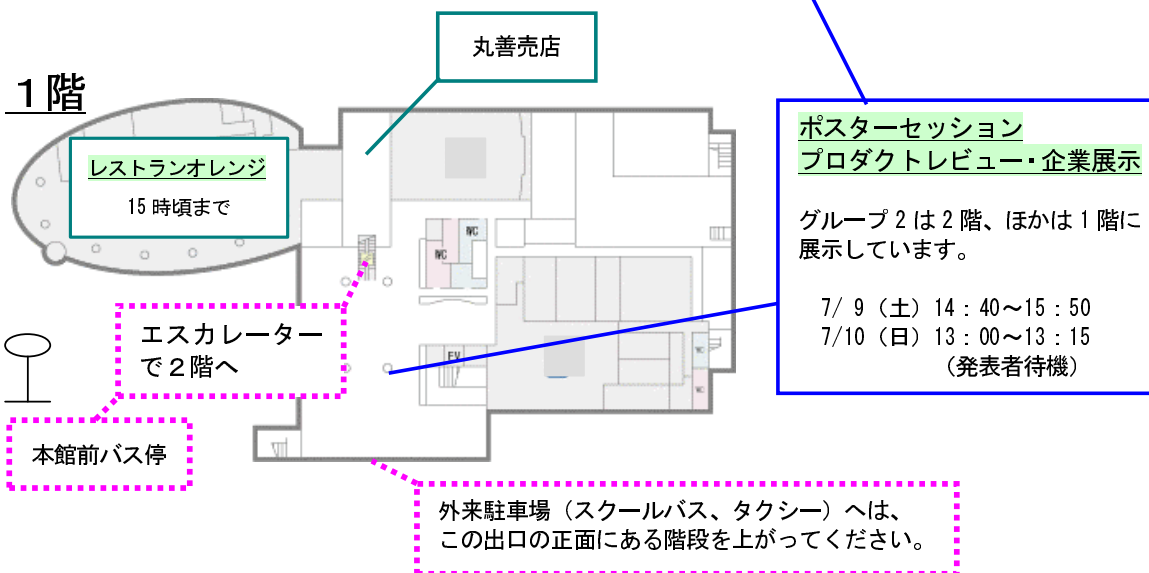 丸善売店
１階
レストランオレンジ
15時頃まで
WC
WC
エスカレーター
で２階へ
EV
WC
WC
本館前バス停
ポスターセッション
プロダクトレビュー・企業展示
グループ2は2階、ほかは1階に
展示しています。
7/ 9（土）14：40～15：50
7/10（日）13：00～13：15
（発表者待機）
外来駐車場（スクールバス、タクシー）へは、
この出口の正面にある階段を上がってください。